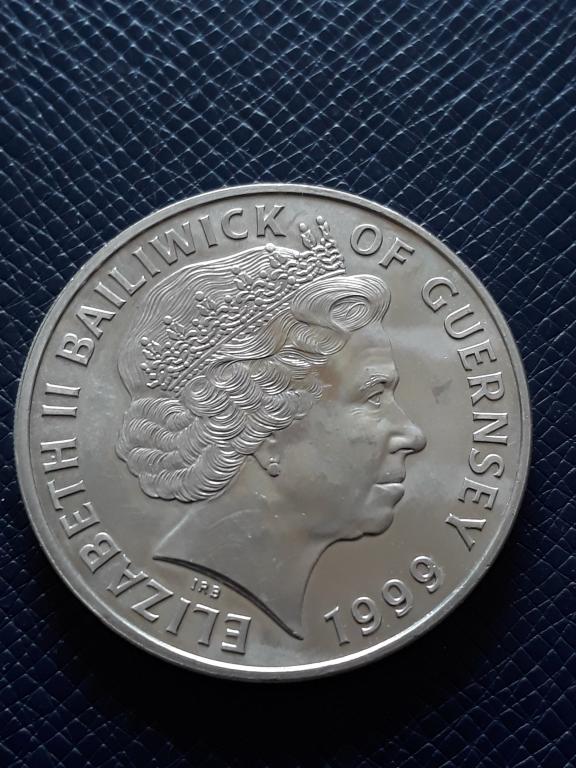 ELIZABETH II BAILIWICK OF GUERNSEY 1999
IRB